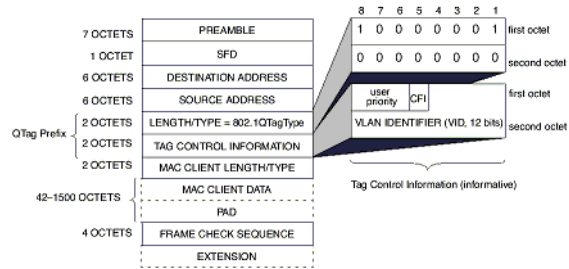 8 7 6 5 4 3 2 1
7 OCTETS PREAMBLE 1 0 0 0 0 0 0 1 first octet
1 OCTET SFD 0 0 0 0 0 0 0 0 second octet
6 OCTETS DESTINATION ADDRESS
6 OCTETS SOURCE ADDRESS user priority CFI first octet
QTag Prefix
2 OCTETS LENGTH/TYPE = 802.1QTagType VLAN IDENTIFIER (VID, 12 bits) second octet
2 OCTETS TAG CONTROL INFORMATION
2 OCTETS MAC CLIENT LENGTH/TYPE
Tag Control Information (informative)
42–1500 OCTETS MAC CLIENT DATA
PAD
4 OCTETS FRAME CHECK SEQUENCE
EXTENSION